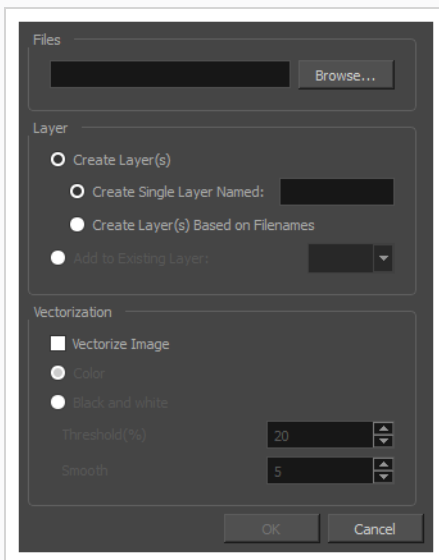 Files
Browse...
Layer
Create Layer(s)
Create Single Layer Named:
Create Layer(s) Based on Filenames
Add to Existing Layer:
Vectorization
Vectorize Image
Color
Black and white
Threshold(%) 20
Smooth 5
OK Cancel